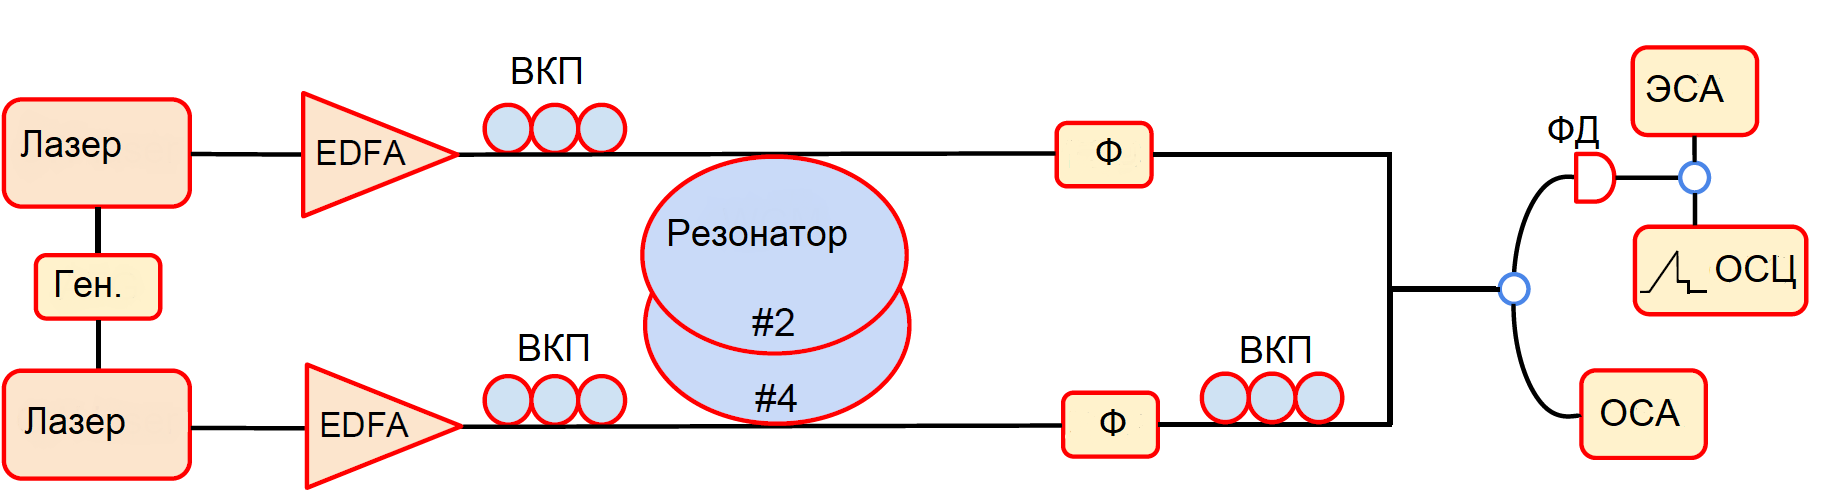 ВКП
Лазер
EDFA
Ф
ФД
ЭСА
Резонатор
Ген.
ОСЦ
#2
ВКП
ВКП
#4
Лазер
EDFA
Ф
ОСА